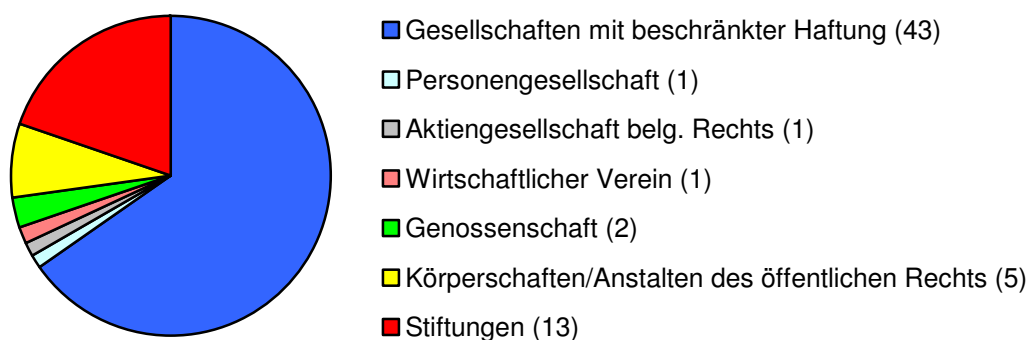 Gesellschaften mit beschränkter Haftung (43)
Personengesellschaft (1)
Aktiengesellschaft belg. Rechts (1)
Wirtschaftlicher Verein (1)
Genossenschaft (2)
Körperschaften/Anstalten des öffentlichen Rechts (5)
Stiftungen (13)